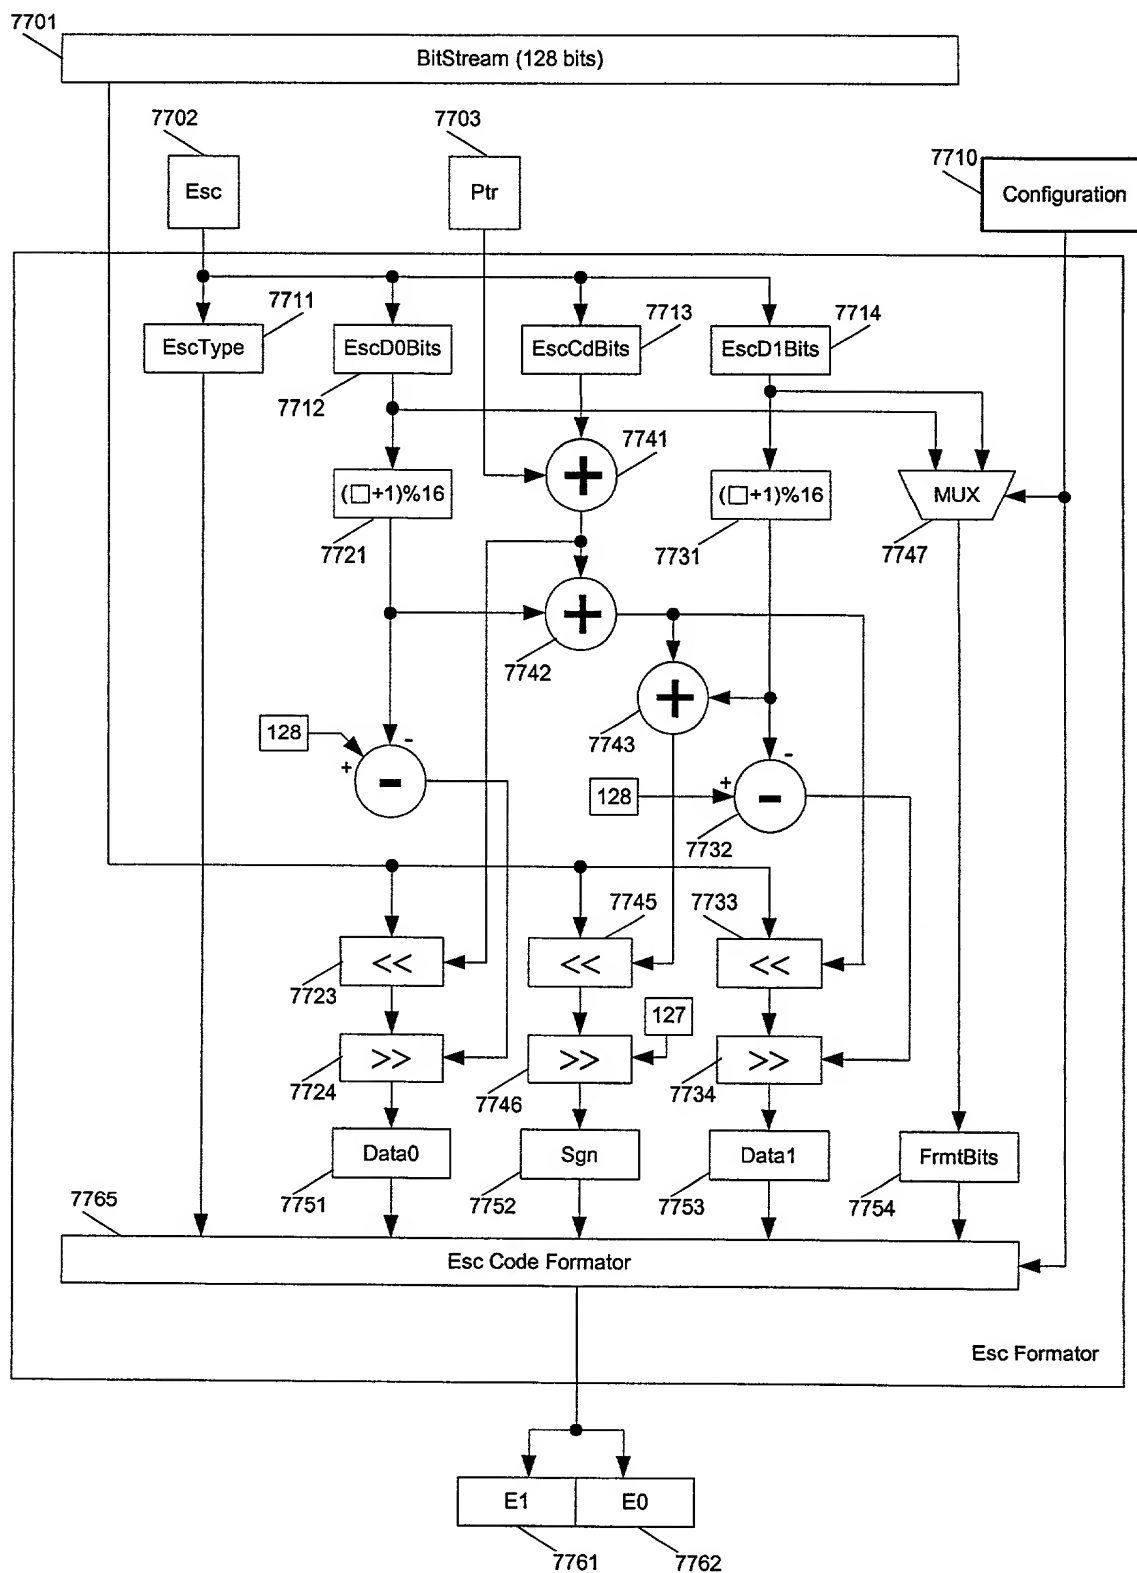 7701
BitStream (128 bits)
7702
7703
7710
Esc
Ptr
Configuration
7711
7713
7714
EscType
EscD0Bits
EscCdBits
EscD1Bits
7712
7741
(□+1)%16
+
(□+1)%16
MUX
7721
7731
7747
+
7742
+
7743
128
-
+
-
-
128
+
-
7732
7745
7733
<<
<<
<<
7723
127
>>
>>
>>
7724
7746
7734
Data0
Sgn
Data1
FrmtBits
7751
7752
7753
7754
7765
Esc Code Formator
Esc Formator
E1
E0
7761
7762